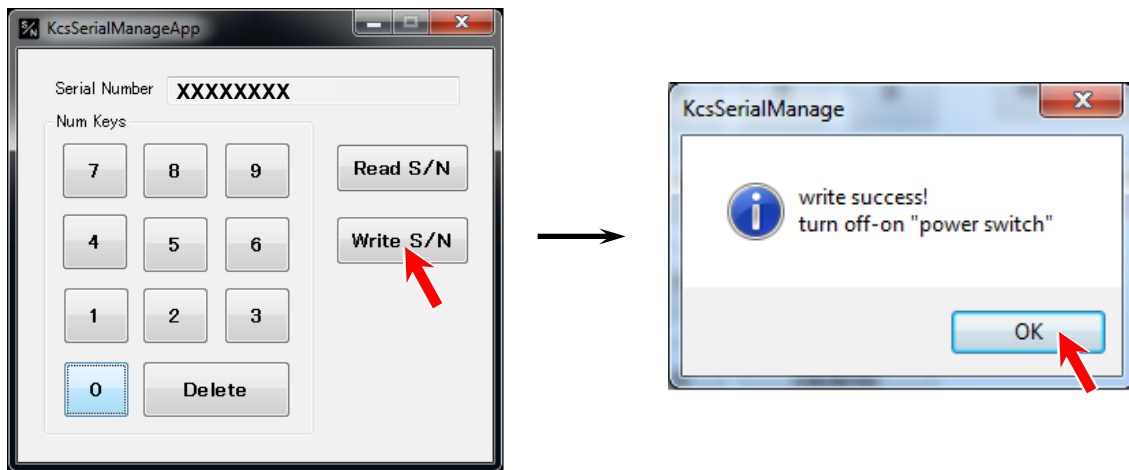 S/N KcsSerialManageApp
Serial Number XXXXXXXX
Num Keys
7 8 9 Read S/N
4 5 6 Write S/N
1 2 3
0 Delete
KcsSerialManage
write success!
turn off-on "power switch"
OK